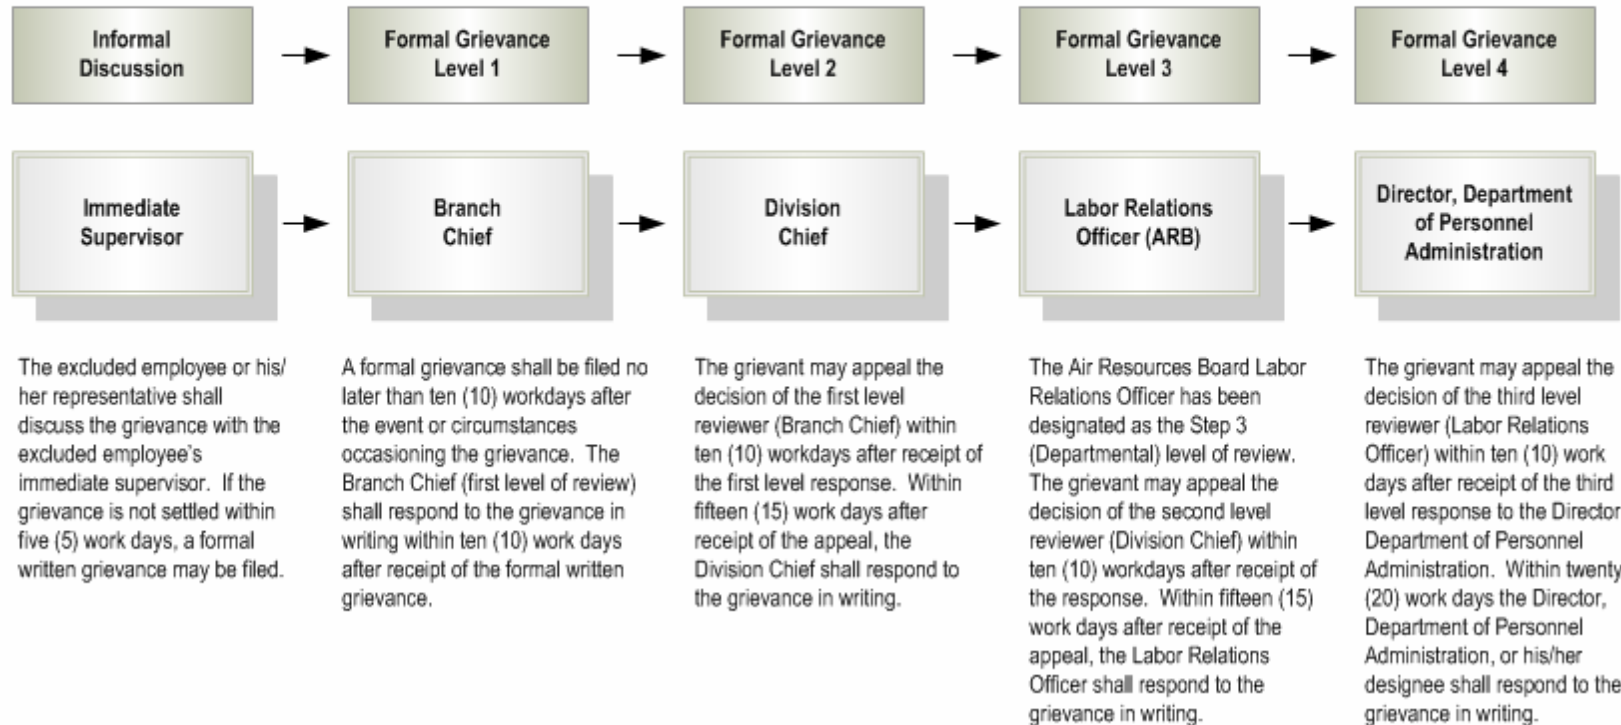 Informal
Discussion
Formal Grievance
Level 1
Formal Grievance
Level 2
Formal Grievance
Level 3
Formal Grievance
Level 4
Immediate
Supervisor
Branch
Chief
Division
Chief
Labor Relations
Officer (ARB)
Director, Department
of Personnel
Administration
The excluded employee or his/
her representative shall
discuss the grievance with the
excluded employee's
immediate supervisor. If the
grievance is not settled within
five (5) work days, a formal
written grievance may be filed.
A formal grievance shall be filed no
later than ten (10) workdays after
the event or circumstances
occasioning the grievance. The
Branch Chief (first level of review)
shall respond to the grievance in
writing within ten (10) work days
after receipt of the formal written
grievance.
The grievant may appeal the
decision of the first level
reviewer (Branch Chief) within
ten (10) workdays after receipt of
the first level response. Within
fifteen (15) work days after
receipt of the appeal, the
Division Chief shall respond to
the grievance in writing.
The Air Resources Board Labor
Relations Officer has been
designated as the Step 3
(Departmental) level of review.
The grievant may appeal the
decision of the second level
reviewer (Division Chief) within
ten (10) workdays after receipt of
the response. Within fifteen (15)
work days after receipt of the
appeal, the Labor Relations
Officer shall respond to the
grievance in writing.
The grievant may appeal the
decision of the third level
reviewer (Labor Relations
Officer) within ten (10) work
days after receipt of the third
level response to the Director
Department of Personnel
Administration. Within twenty
(20) work days the Director,
Department of Personnel
Administration, or his/her
designee shall respond to the
grievance in writing.